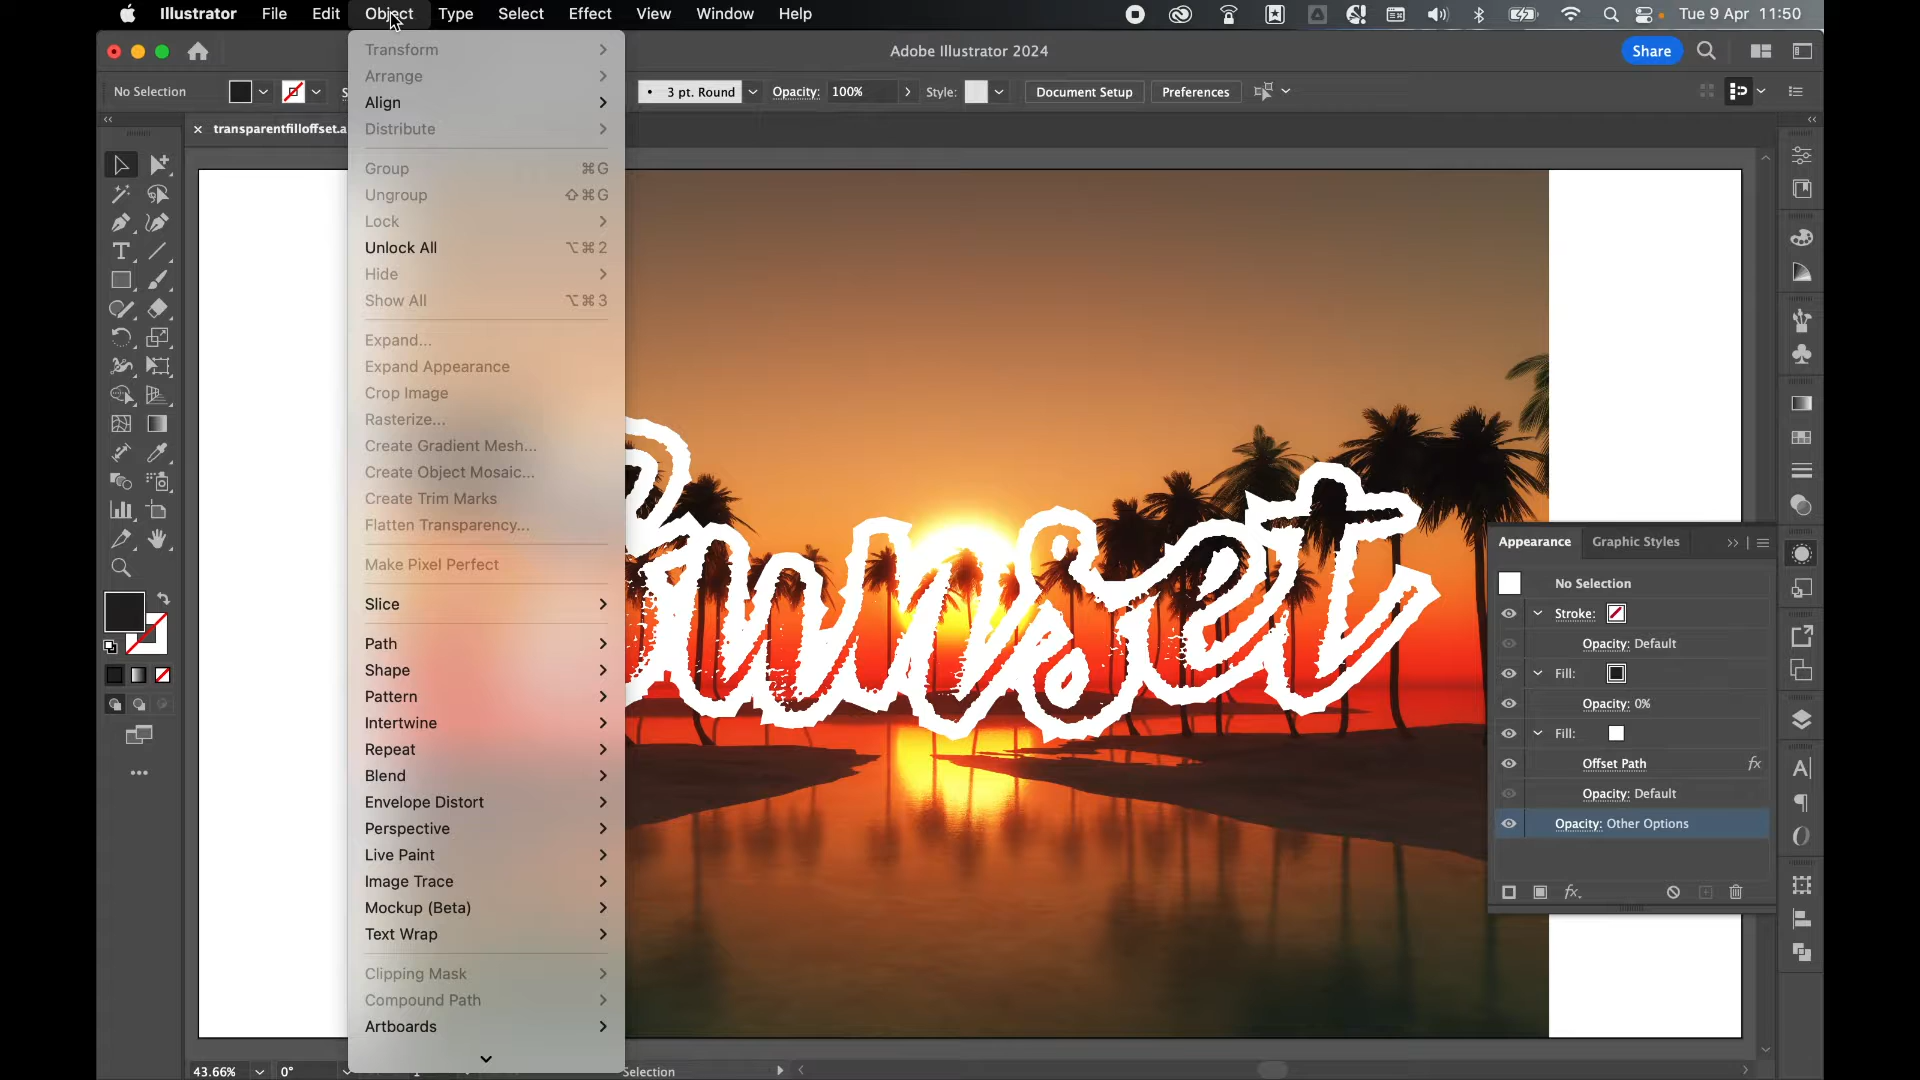 Illustrator File Edit Object Type Select Effect View Window Help Tue 9 Apr 11:50
Adobe Illustrator 2024
Share
No Selection
3 pt. Round
Opacity: 100%
Style:
Document Setup
Preferences
transparentfilloffset.a
Transform
Arrange
Align
Distribute
Group ⌘G
Ungroup ⇧⌘G
Lock
Unlock All ⌥⌘2
Hide
Show All ⌥⌘3
Expand...
Expand Appearance
Crop Image
Rasterize...
Create Gradient Mesh...
Create Object Mosaic...
Create Trim Marks
Flatten Transparency...
Make Pixel Perfect
Slice
Path
Shape
Pattern
Intertwine
Repeat
Blend
Envelope Distort
Perspective
Live Paint
Image Trace
Mockup (Beta)
Text Wrap
Clipping Mask
Compound Path
Artboards
Sunset
Appearance Graphic Styles
No Selection
Stroke:
Opacity: Default
Fill:
Opacity: 0%
Fill:
Offset Path fx
Opacity: Default
Opacity: Other Options
fx.
43.66% 0° Selection